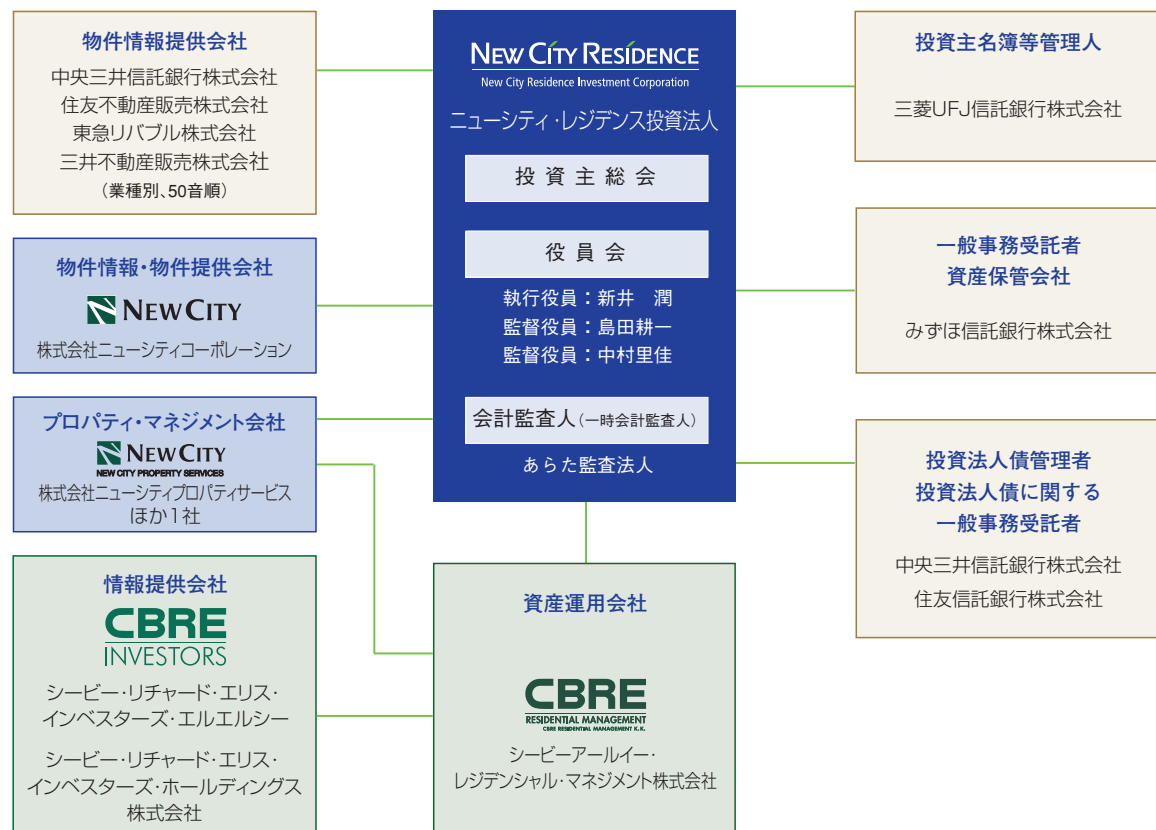 物件情報提供会社
中央三井信託銀行株式会社
住友不動産販売株式会社
東急リバブル株式会社
三井不動産販売株式会社
（業種別、50音順）
物件情報・物件提供会社
NEW CITY
株式会社ニューシティコーポレーション
プロパティ・マネジメント会社
NEW CITY
NEW CITY PROPERTY SERVICES
株式会社ニューシティプロパティサービス
ほか1社
情報提供会社
CBRE
INVESTORS
シービー・リチャード・エリス・
インベスターズ・エルエルシー
シービー・リチャード・エリス・
インベスターズ・ホールディングス
株式会社
NEW CITY RESIDENCE
New City Residence Investment Corporation
ニューシティ・レジデンス投資法人
投資主総会
役員会
執行役員：新井　潤
監督役員：島田耕一
監督役員：中村里佳
会計監査人（一時会計監査人）
あらた監査法人
資産運用会社
CBRE
RESIDENTIAL MANAGEMENT
CBRE RESIDENTIAL MANAGEMENT K.K.
シービーアールイー・
レジデンシャル・マネジメント株式会社
投資主名簿等管理人
三菱UFJ信託銀行株式会社
一般事務受託者
資産保管会社
みずほ信託銀行株式会社
投資法人債管理者
投資法人債に関する
一般事務受託者
中央三井信託銀行株式会社
住友信託銀行株式会社